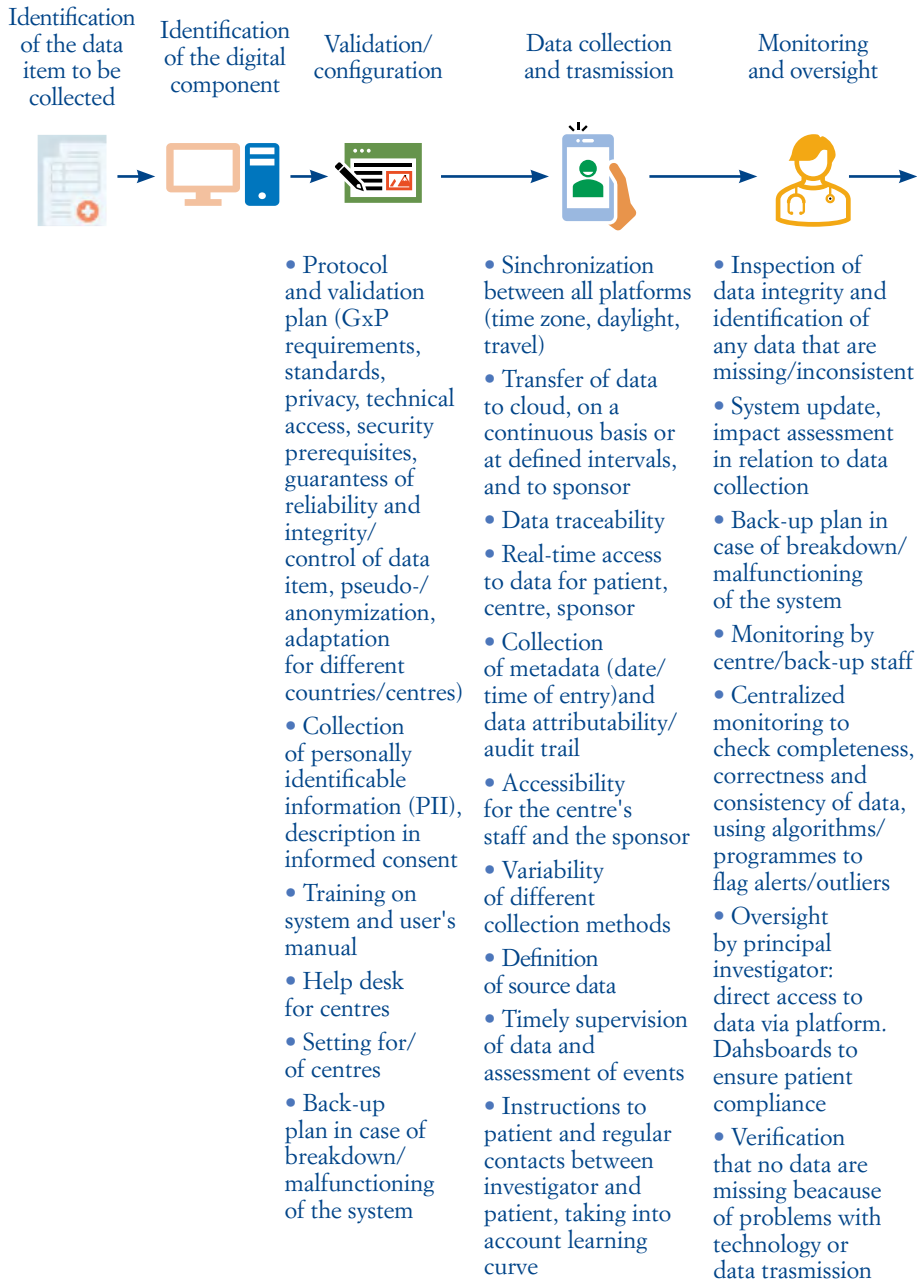 Identification
of the data
item to be
collected
Identification
of the digital
component
Validation/
configuration
Data collection
and trasmission
Monitoring
and oversight
• Protocol
and validation
plan (GxP
requirements,
standards,
privacy, technical
access, security
prerequisites,
guarantess of
reliability and
integrity/
control of data
item, pseudo-/
anonymization,
adaptation
for different
countries/centres)
• Collection
of personally
identificable
information (PII),
description in
informed consent
• Training on
system and user's
manual
• Help desk
for centres
• Setting for/
of centres
• Back-up
plan in case of
breakdown/
malfunctioning
of the system
• Sinchronization
between all platforms
(time zone, daylight,
travel)
• Transfer of data
to cloud, on a
continuous basis or
at defined intervals,
and to sponsor
• Data traceability
• Real-time access
to data for patient,
centre, sponsor
• Collection
of metadata (date/
time of entry)and
data attributability/
audit trail
• Accessibility
for the centre's
staff and the sponsor
• Variability
of different
collection methods
• Definition
of source data
• Timely supervision
of data and
assessment of events
• Instructions to
patient and regular
contacts between
investigator and
patient, taking into
account learning
curve
• Inspection of
data integrity and
identification of
any data that are
missing/inconsistent
• System update,
impact assessment
in relation to data
collection
• Back-up plan in
case of breakdown/
malfunctioning
of the system
• Monitoring by
centre/back-up staff
• Centralized
monitoring to
check completeness,
correctness and
consistency of data,
using algorithms/
programmes to
flag alerts/outliers
• Oversight
by principal
investigator:
direct access to
data via platform.
Dahsboards to
ensure patient
compliance
• Verification
that no data are
missing beacause
of problems with
technology or
data trasmission